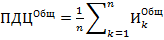 ПДЦ^Общ = 1/n ∑_{k=1}^{n} И_k^Общ